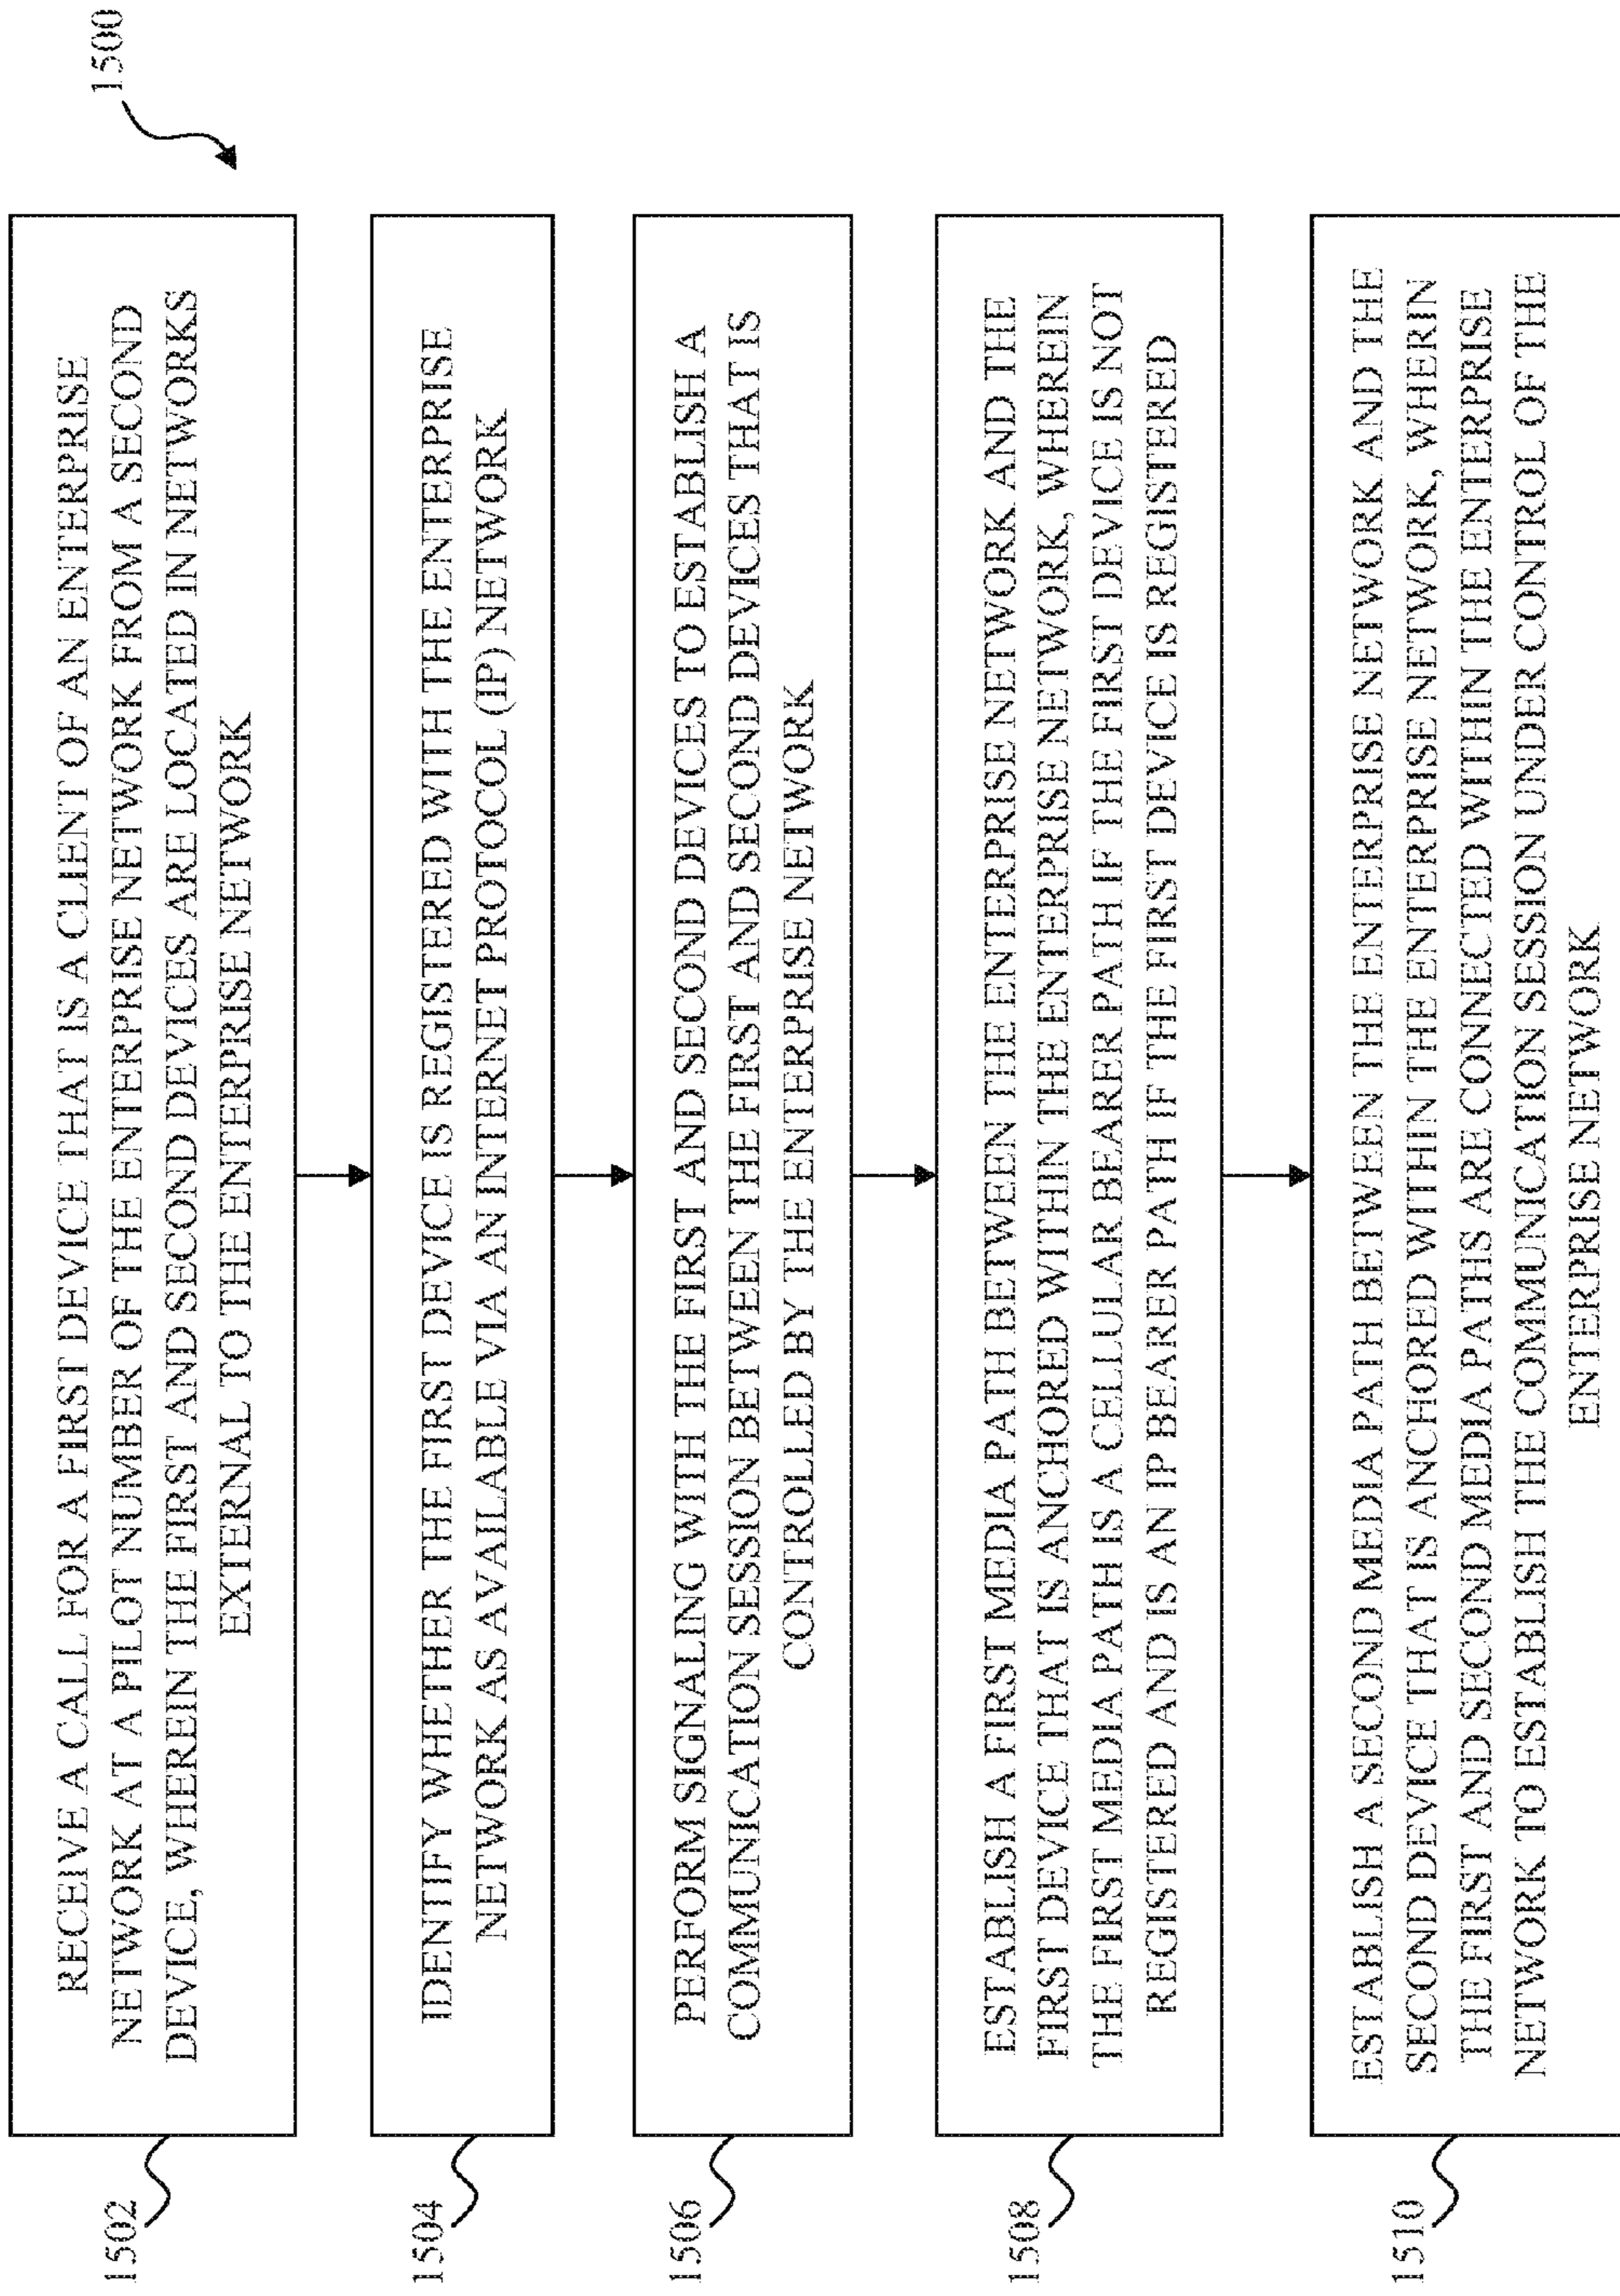 1500
1502
RECEIVE A CALL FOR A FIRST DEVICE THAT IS A CLIENT OF AN ENTERPRISE
NETWORK AT A PILOT NUMBER OF THE ENTERPRISE NETWORK FROM A SECOND
DEVICE, WHEREIN THE FIRST AND SECOND DEVICES ARE LOCATED IN NETWORKS
EXTERNAL TO THE ENTERPRISE NETWORK
1504
IDENTIFY WHETHER THE FIRST DEVICE IS REGISTERED WITH THE ENTERPRISE
NETWORK AS AVAILABLE VIA AN INTERNET PROTOCOL (IP) NETWORK
1506
PERFORM SIGNALING WITH THE FIRST AND SECOND DEVICES TO ESTABLISH A
COMMUNICATION SESSION BETWEEN THE FIRST AND SECOND DEVICES THAT IS
CONTROLLED BY THE ENTERPRISE NETWORK
1508
ESTABLISH A FIRST MEDIA PATH BETWEEN THE ENTERPRISE NETWORK AND THE
FIRST DEVICE THAT IS ANCHORED WITHIN THE ENTERPRISE NETWORK, WHEREIN
THE FIRST MEDIA PATH IS A CELLULAR BEARER PATH IF THE FIRST DEVICE IS NOT
REGISTERED AND IS AN IP BEARER PATH IF THE FIRST DEVICE IS REGISTERED
1510
ESTABLISH A SECOND MEDIA PATH BETWEEN THE ENTERPRISE NETWORK AND THE
SECOND DEVICE THAT IS ANCHORED WITHIN THE ENTERPRISE NETWORK, WHERIN
THE FIRST AND SECOND MEDIA PATHS ARE CONNECTED WITHIN THE ENTERPRISE
NETWORK TO ESTABLISH THE COMMUNICATION SESSION UNDER CONTROL OF THE
ENTERPRISE NETWORK